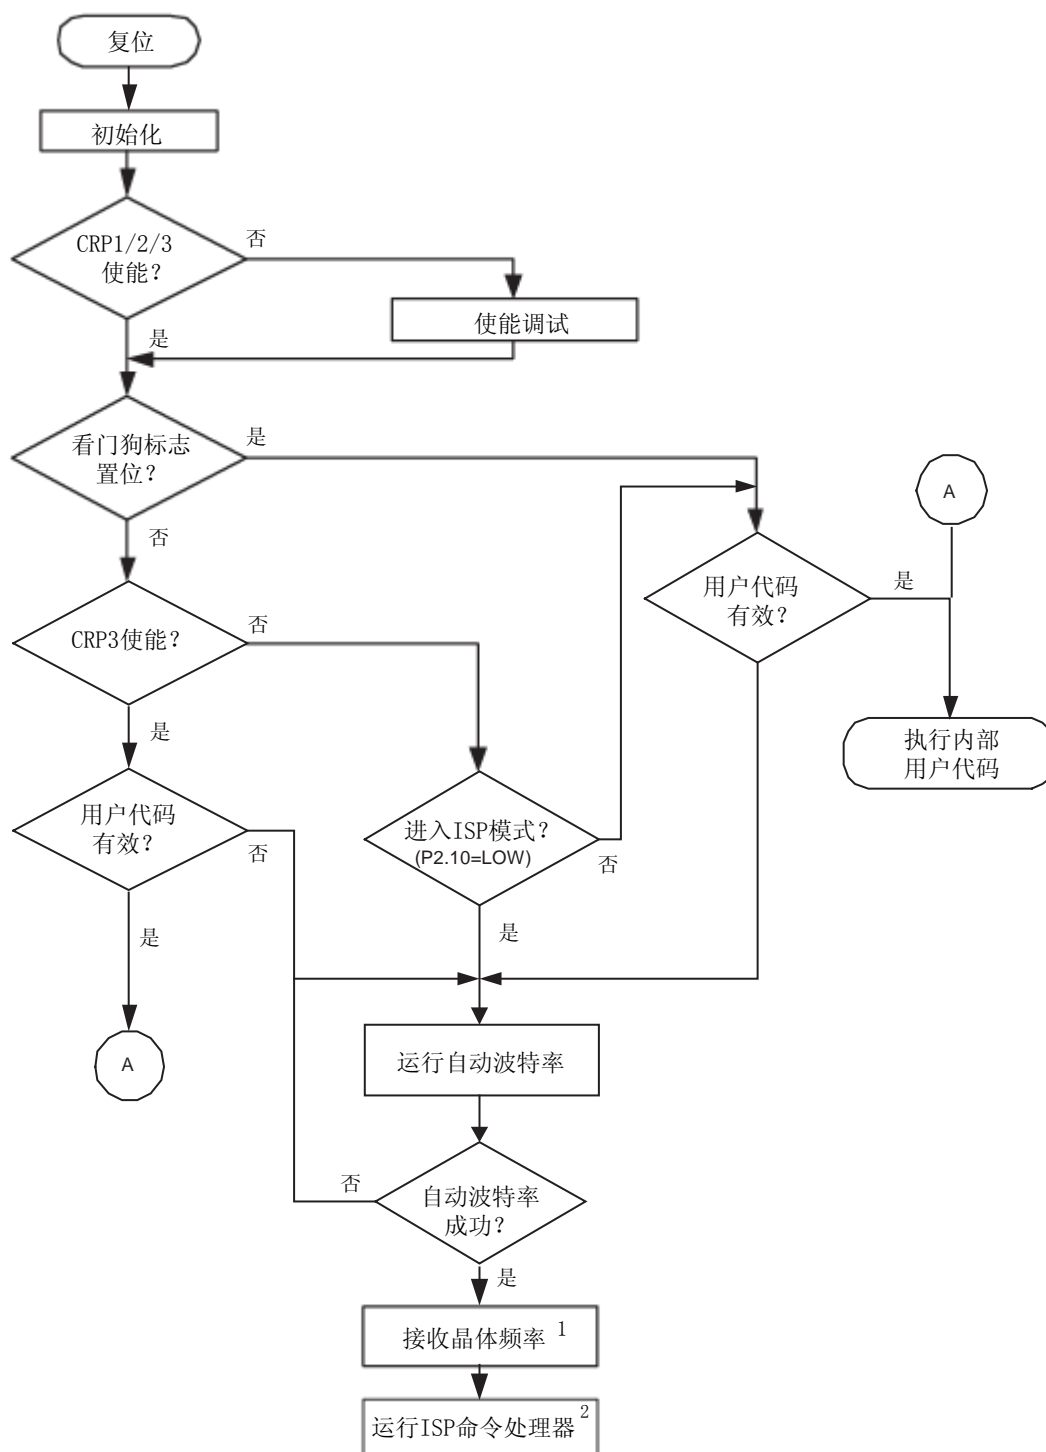 复位
初始化
CRP1/2/3
使能?
否
使能调试
是
看门狗标志
置位?
是
A
否
用户代码
有效?
是
CRP3使能?
否
是
执行内部
用户代码
用户代码
有效?
否
进入ISP模式?
(P2.10=LOW)
否
是
是
A
运行自动波特率
否
自动波特率
成功?
是
接收晶体频率 1
运行ISP命令处理器 2